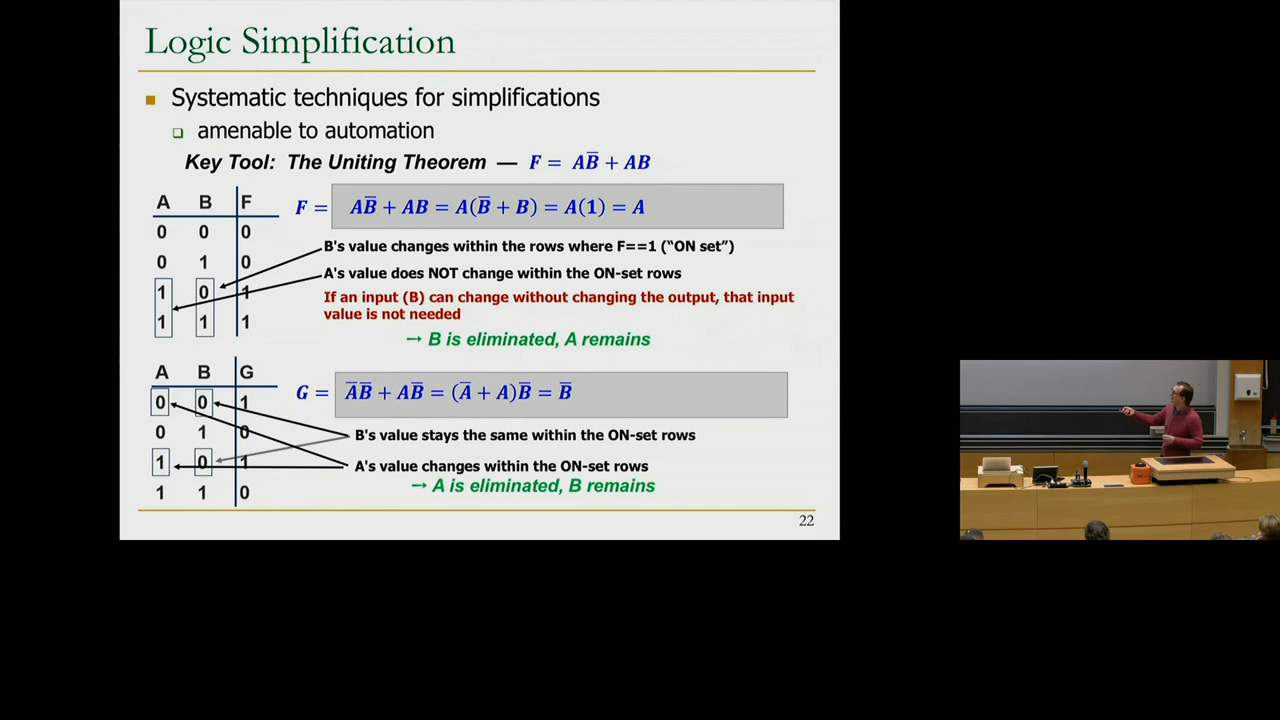 Logic Simplification
Systematic techniques for simplifications
amenable to automation
Key Tool: The Uniting Theorem — F = AB̅ + AB
A B F
0 0 0
0 1 0
1 0 1
1 1 1
F = AB̅ + AB = A(B̅ + B) = A(1) = A
B's value changes within the rows where F==1 ("ON set")
A's value does NOT change within the ON-set rows
If an input (B) can change without changing the output, that input
value is not needed
→ B is eliminated, A remains
A B G
0 0 1
0 1 0
1 0 1
1 1 0
G = A̅B̅ + AB̅ = (A̅ + A)B̅ = B̅
B's value stays the same within the ON-set rows
A's value changes within the ON-set rows
→ A is eliminated, B remains
22